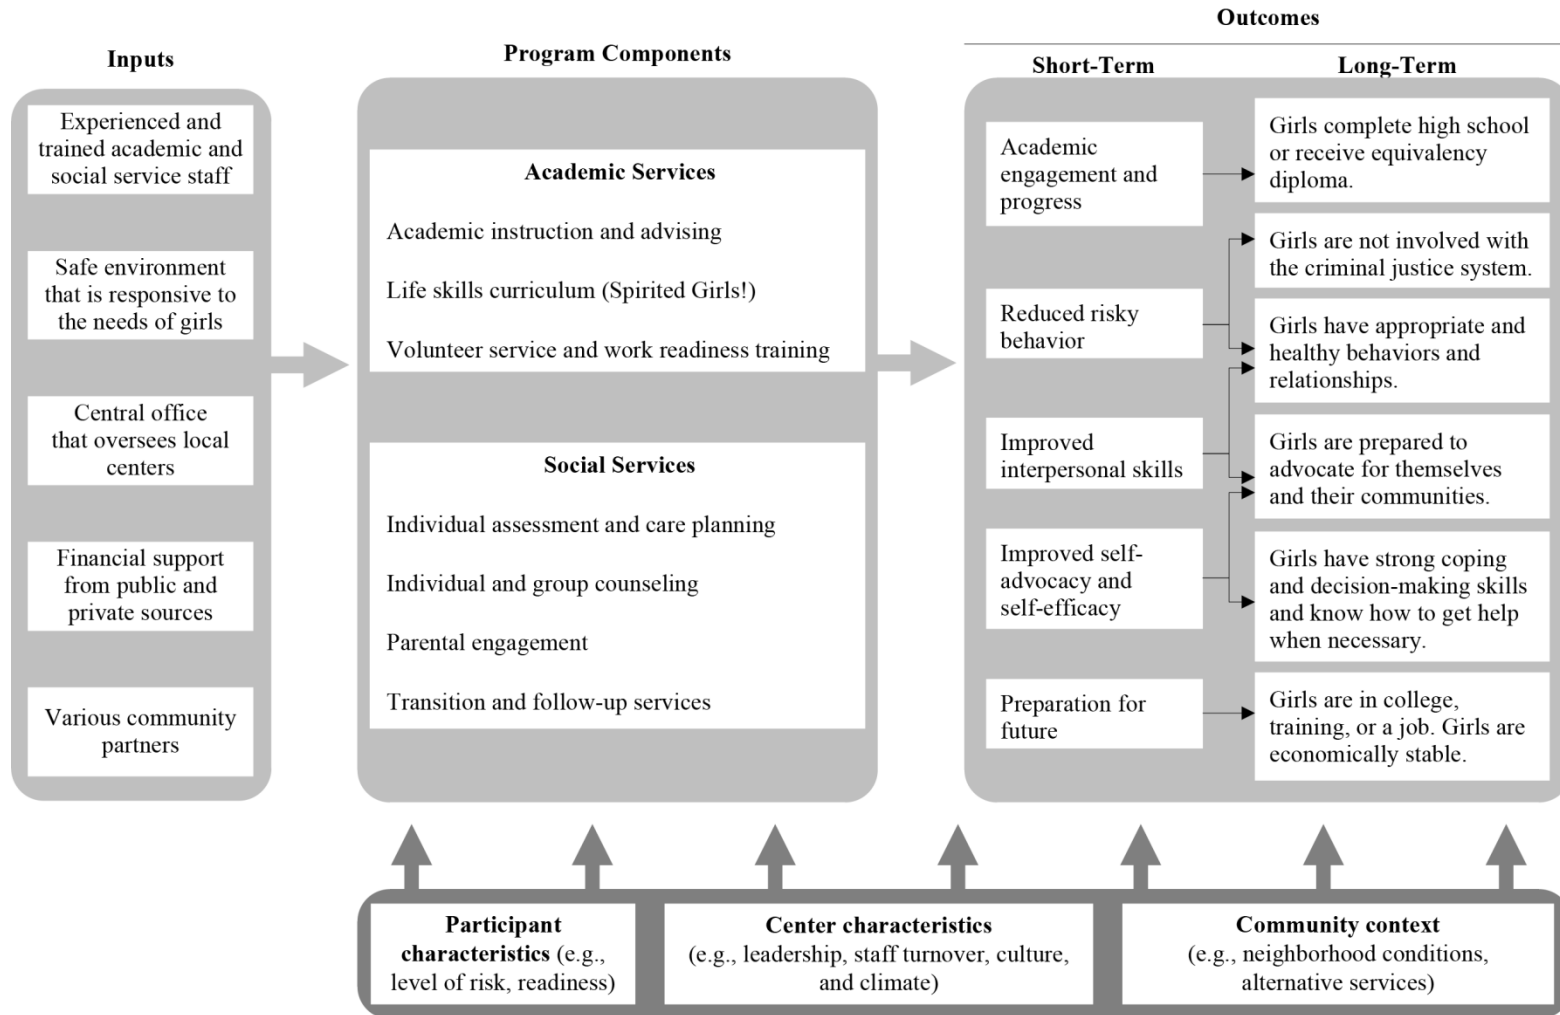 Inputs
Experienced and
trained academic and
social service staff
Safe environment
that is responsive to
the needs of girls
Central office
that oversees local
centers
Financial support
from public and
private sources
Various community
partners
Program Components
Academic Services
Academic instruction and advising
Life skills curriculum (Spirited Girls!)
Volunteer service and work readiness training
Social Services
Individual assessment and care planning
Individual and group counseling
Parental engagement
Transition and follow-up services
Outcomes
Short-Term
Academic
engagement and
progress
Reduced risky
behavior
Improved
interpersonal skills
Improved self-
advocacy and
self-efficacy
Preparation for
future
Long-Term
Girls complete high school
or receive equivalency
diploma.
Girls are not involved with
the criminal justice system.
Girls have appropriate and
healthy behaviors and
relationships.
Girls are prepared to
advocate for themselves
and their communities.
Girls have strong coping
and decision-making skills
and know how to get help
when necessary.
Girls are in college,
training, or a job. Girls are
economically stable.
Participant
characteristics (e.g.,
level of risk, readiness)
Center characteristics
(e.g., leadership, staff turnover, culture,
and climate)
Community context
(e.g., neighborhood conditions,
alternative services)